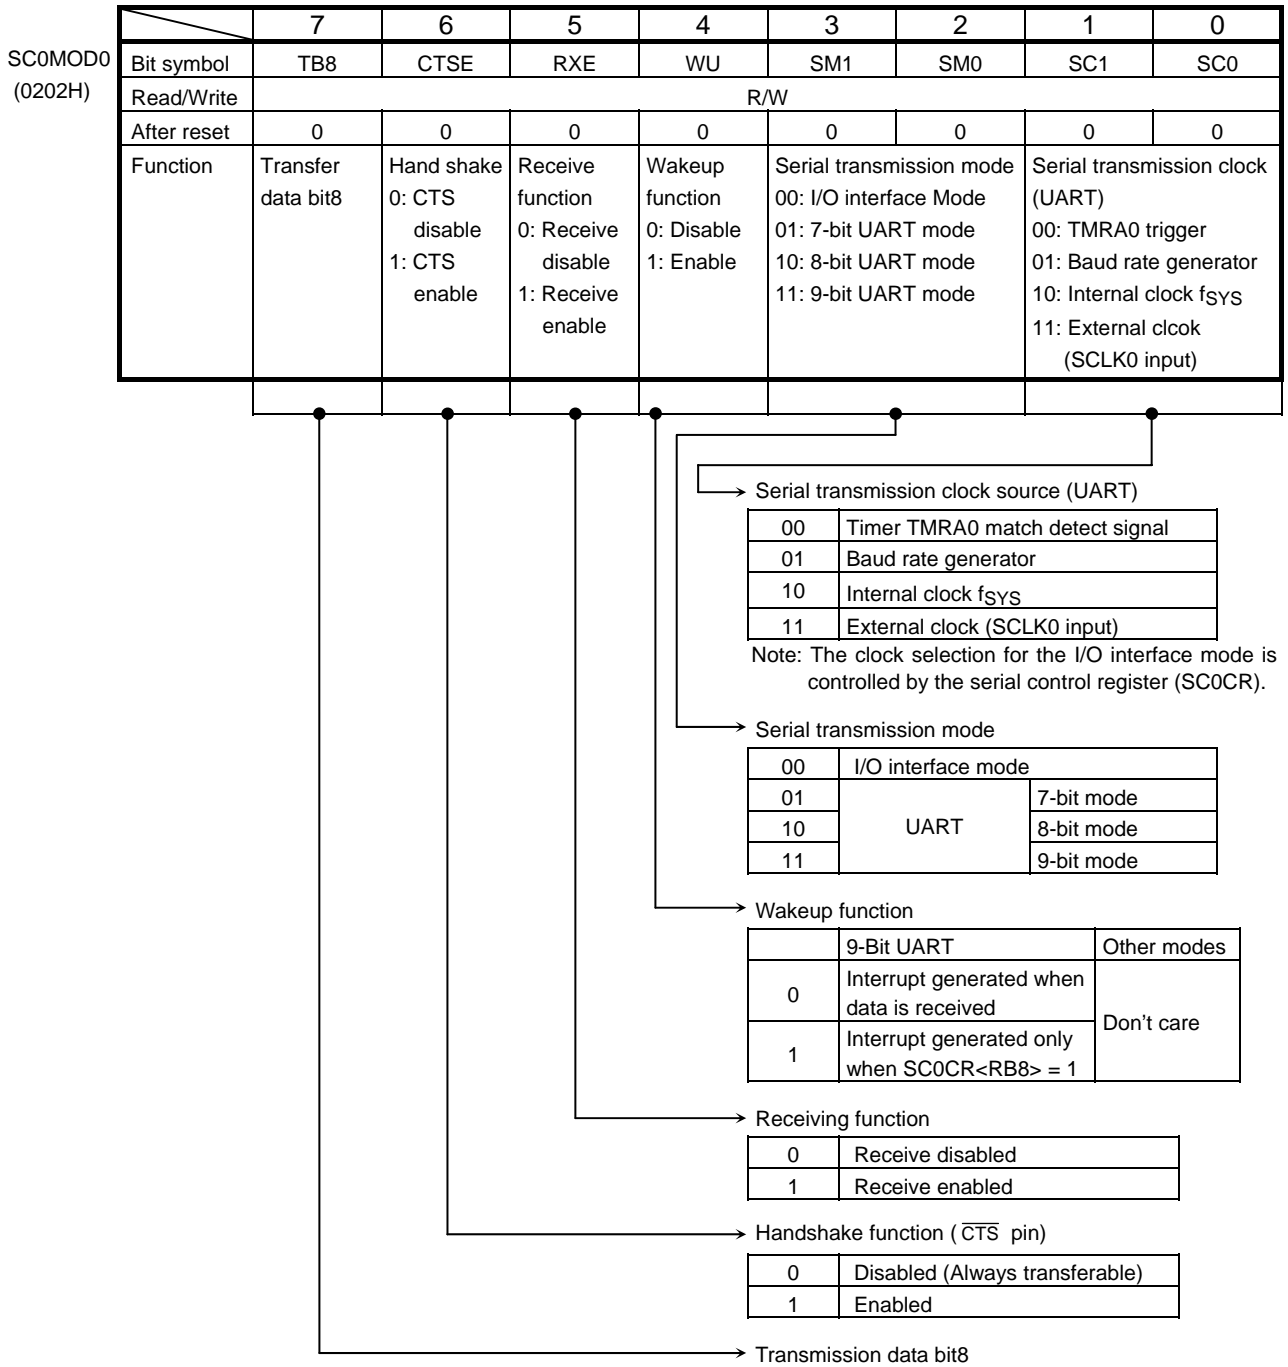 7 6 5 4 3 2 1 0
SC0MOD0 Bit symbol TB8 CTSE RXE WU SM1 SM0 SC1 SC0
(0202H) Read/Write R/W
After reset 0 0 0 0 0 0 0 0
Function Transfer Hand shake Receive Wakeup Serial transmission mode Serial transmission clock
data bit8 0: CTS function function 00: I/O interface Mode (UART)
disable 0: Receive 0: Disable 01: 7-bit UART mode 00: TMRA0 trigger
1: CTS disable 1: Enable 10: 8-bit UART mode 01: Baud rate generator
enable 1: Receive 11: 9-bit UART mode 10: Internal clock fSYS
enable 11: External clcok
(SCLK0 input)
Serial transmission clock source (UART)
00 Timer TMRA0 match detect signal
01 Baud rate generator
10 Internal clock fSYS
11 External clock (SCLK0 input)
Note: The clock selection for the I/O interface mode is
controlled by the serial control register (SC0CR).
Serial transmission mode
00 I/O interface mode
01 7-bit mode
10 UART 8-bit mode
11 9-bit mode
Wakeup function
9-Bit UART Other modes
0 Interrupt generated when
data is received
Don't care
1 Interrupt generated only
when SC0CR<RB8> = 1
Receiving function
0 Receive disabled
1 Receive enabled
Handshake function ( C̅T̅S̅ pin)
0 Disabled (Always transferable)
1 Enabled
Transmission data bit8